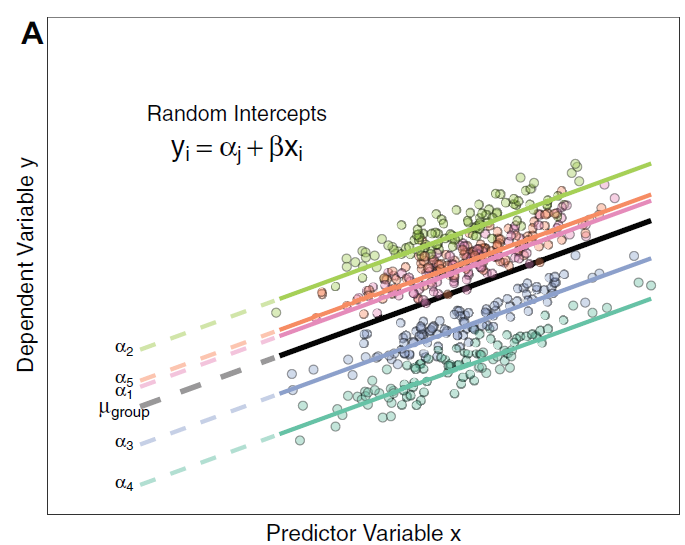 A
Random Intercepts
yᵢ = αⱼ + βxᵢ
Dependent Variable y
α₂
α₅
α₁
μgroup
α₃
α₄
Predictor Variable x